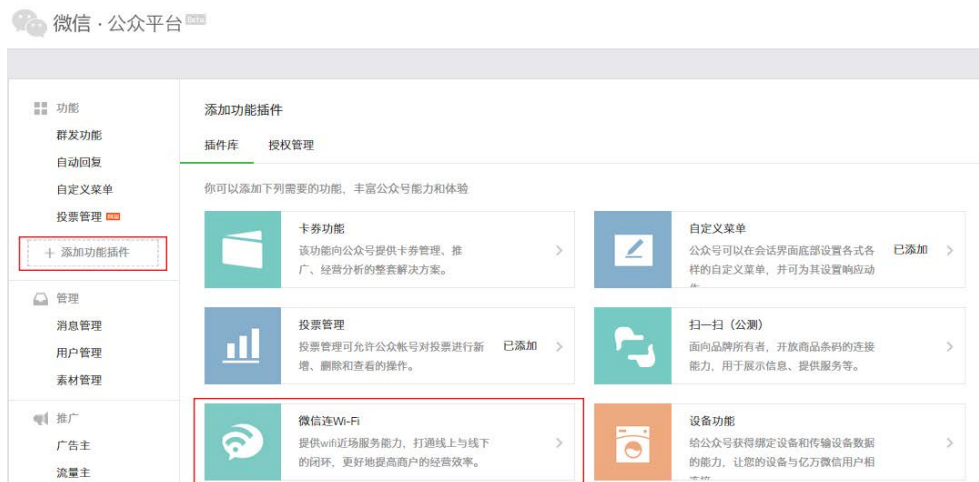 微信·公众平台 Beta
功能
群发功能
自动回复
自定义菜单
投票管理
+ 添加功能插件
管理
消息管理
用户管理
素材管理
推广
广告主
流量主
添加功能插件
插件库 授权管理
你可以添加下列需要的功能，丰富公众号能力和体验
卡券功能
该功能向公众号提供卡券管理、推
广、经营分析的整套解决方案。
自定义菜单
公众号可以在会话界面底部设置各式各
样的自定义菜单，并可为其设置响应动
已添加
投票管理
投票管理可允许公众帐号对投票进行新
增、删除和查看的操作。
已添加
扫一扫（公测）
面向品牌所有者，开放商品条码的连接
能力，用于展示信息、提供服务等。
微信连Wi-Fi
提供wifi近场服务能力，打通线上与线下
的闭环，更好地提高商户的经营效率。
设备功能
给公众号获得绑定设备和传输设备数据
的能力，让您的设备与亿万微信用户相